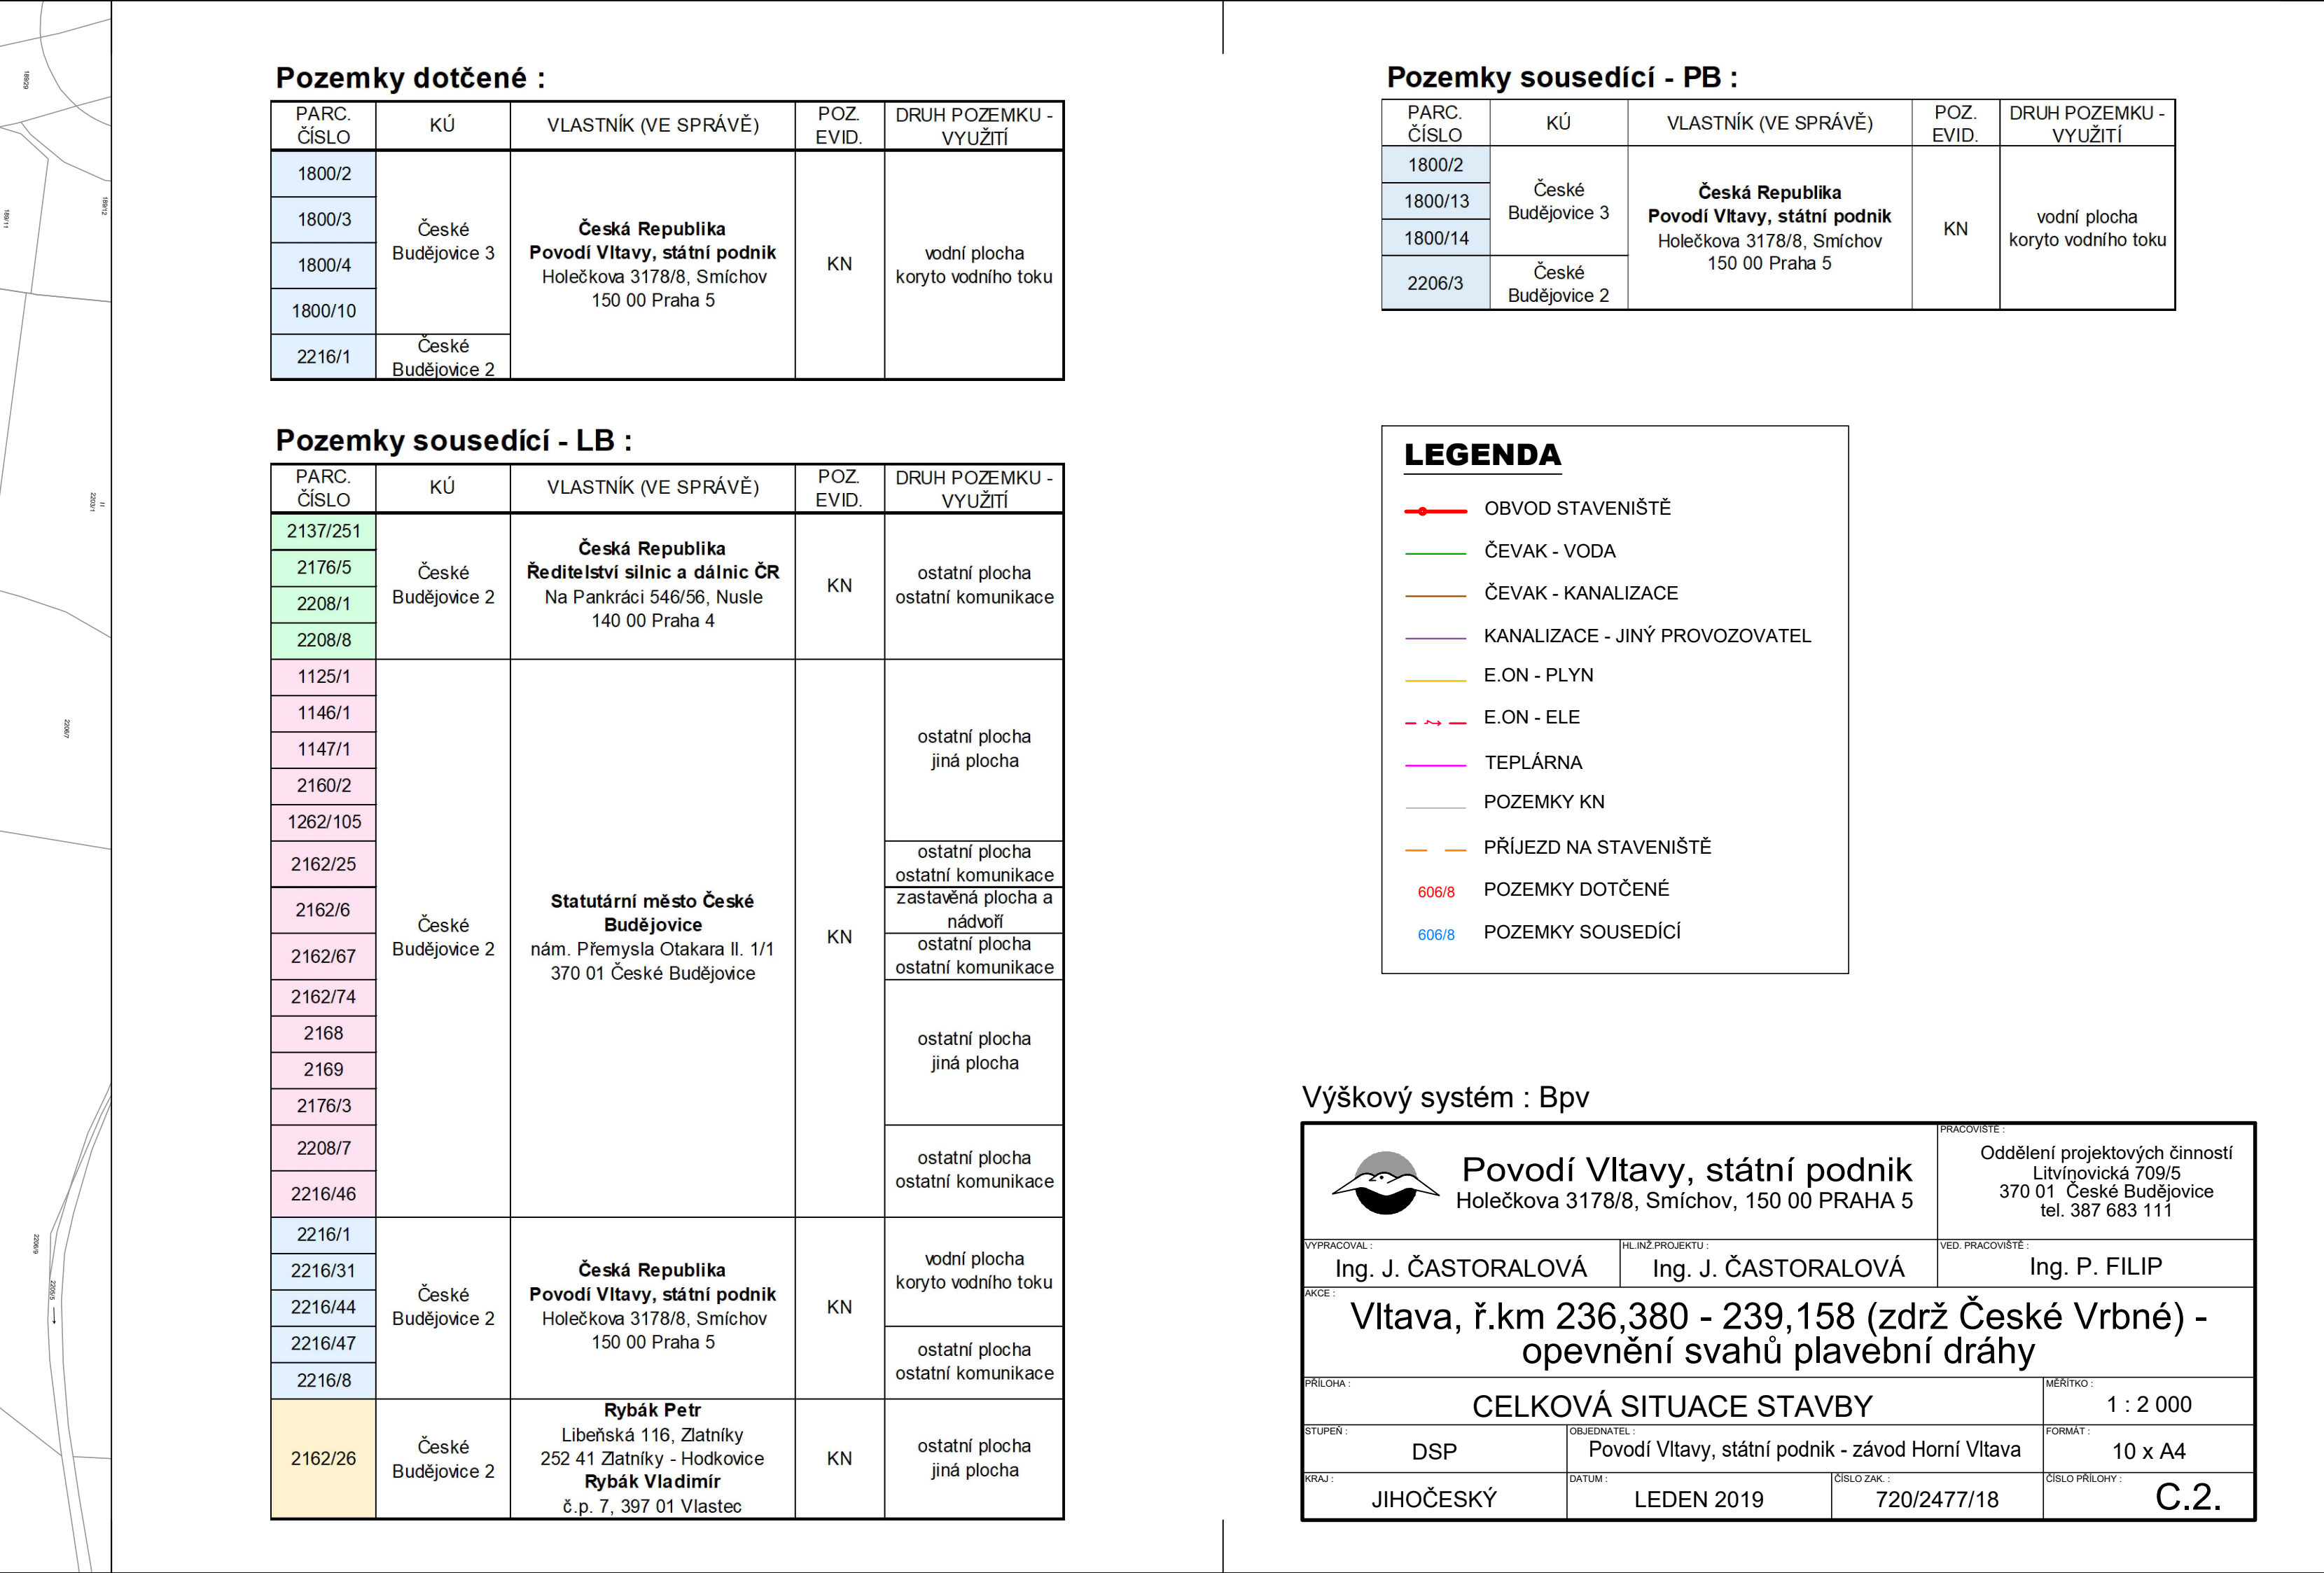 189/29
189/12
189/11
2203/1
2206/7
2206/9
2205/5
Pozemky dotčené :
PARC. ČÍSLO
KÚ
VLASTNÍK (VE SPRÁVĚ)
POZ. EVID.
DRUH POZEMKU - VYUŽITÍ
1800/2
1800/3
1800/4
1800/10
2216/1
České
Budějovice 3
České
Budějovice 2
Česká Republika
Povodí Vltavy, státní podnik
Holečkova 3178/8, Smíchov
150 00 Praha 5
KN
vodní plocha
koryto vodního toku
Pozemky sousedící - LB :
PARC. ČÍSLO
KÚ
VLASTNÍK (VE SPRÁVĚ)
POZ. EVID.
DRUH POZEMKU - VYUŽITÍ
2137/251
2176/5
2208/1
2208/8
České
Budějovice 2
Česká Republika
Ředitelství silnic a dálnic ČR
Na Pankráci 546/56, Nusle
140 00 Praha 4
KN
ostatní plocha
ostatní komunikace
1125/1
1146/1
1147/1
2160/2
1262/105
2162/25
2162/6
2162/67
2162/74
2168
2169
2176/3
2208/7
2216/46
České
Budějovice 2
Statutární město České
Budějovice
nám. Přemysla Otakara II. 1/1
370 01 České Budějovice
KN
ostatní plocha
jiná plocha
ostatní plocha
ostatní komunikace
zastavěná plocha a
nádvoří
ostatní plocha
ostatní komunikace
ostatní plocha
jiná plocha
ostatní plocha
ostatní komunikace
2216/1
2216/31
2216/44
2216/47
2216/8
České
Budějovice 2
Česká Republika
Povodí Vltavy, státní podnik
Holečkova 3178/8, Smíchov
150 00 Praha 5
KN
vodní plocha
koryto vodního toku
ostatní plocha
ostatní komunikace
2162/26
České
Budějovice 2
Rybák Petr
Libeňská 116, Zlatníky
252 41 Zlatníky - Hodkovice
Rybák Vladimír
č.p. 7, 397 01 Vlastec
KN
ostatní plocha
jiná plocha
Pozemky sousedící - PB :
PARC. ČÍSLO
KÚ
VLASTNÍK (VE SPRÁVĚ)
POZ. EVID.
DRUH POZEMKU - VYUŽITÍ
1800/2
1800/13
1800/14
2206/3
České
Budějovice 3
České
Budějovice 2
Česká Republika
Povodí Vltavy, státní podnik
Holečkova 3178/8, Smíchov
150 00 Praha 5
KN
vodní plocha
koryto vodního toku
LEGENDA
OBVOD STAVENIŠTĚ
ČEVAK - VODA
ČEVAK - KANALIZACE
KANALIZACE - JINÝ PROVOZOVATEL
E.ON - PLYN
E.ON - ELE
TEPLÁRNA
POZEMKY KN
PŘÍJEZD NA STAVENIŠTĚ
606/8 POZEMKY DOTČENÉ
606/8 POZEMKY SOUSEDÍCÍ
Výškový systém : Bpv
Povodí Vltavy, státní podnik
Holečkova 3178/8, Smíchov, 150 00 PRAHA 5
PRACOVIŠTĚ :
Oddělení projektových činností
Litvínovická 709/5
370 01 České Budějovice
tel. 387 683 111
VYPRACOVAL :
Ing. J. ČASTORALOVÁ
HL.INŽ.PROJEKTU :
Ing. J. ČASTORALOVÁ
VED. PRACOVIŠTĚ :
Ing. P. FILIP
AKCE :
Vltava, ř.km 236,380 - 239,158 (zdrž České Vrbné) -
opevnění svahů plavební dráhy
PŘÍLOHA :
CELKOVÁ SITUACE STAVBY
MĚŘÍTKO :
1 : 2 000
STUPEŇ :
DSP
OBJEDNATEL :
Povodí Vltavy, státní podnik - závod Horní Vltava
FORMÁT :
10 x A4
KRAJ :
JIHOČESKÝ
DATUM :
LEDEN 2019
ČÍSLO ZAK. :
720/2477/18
ČÍSLO PŘÍLOHY :
C.2.